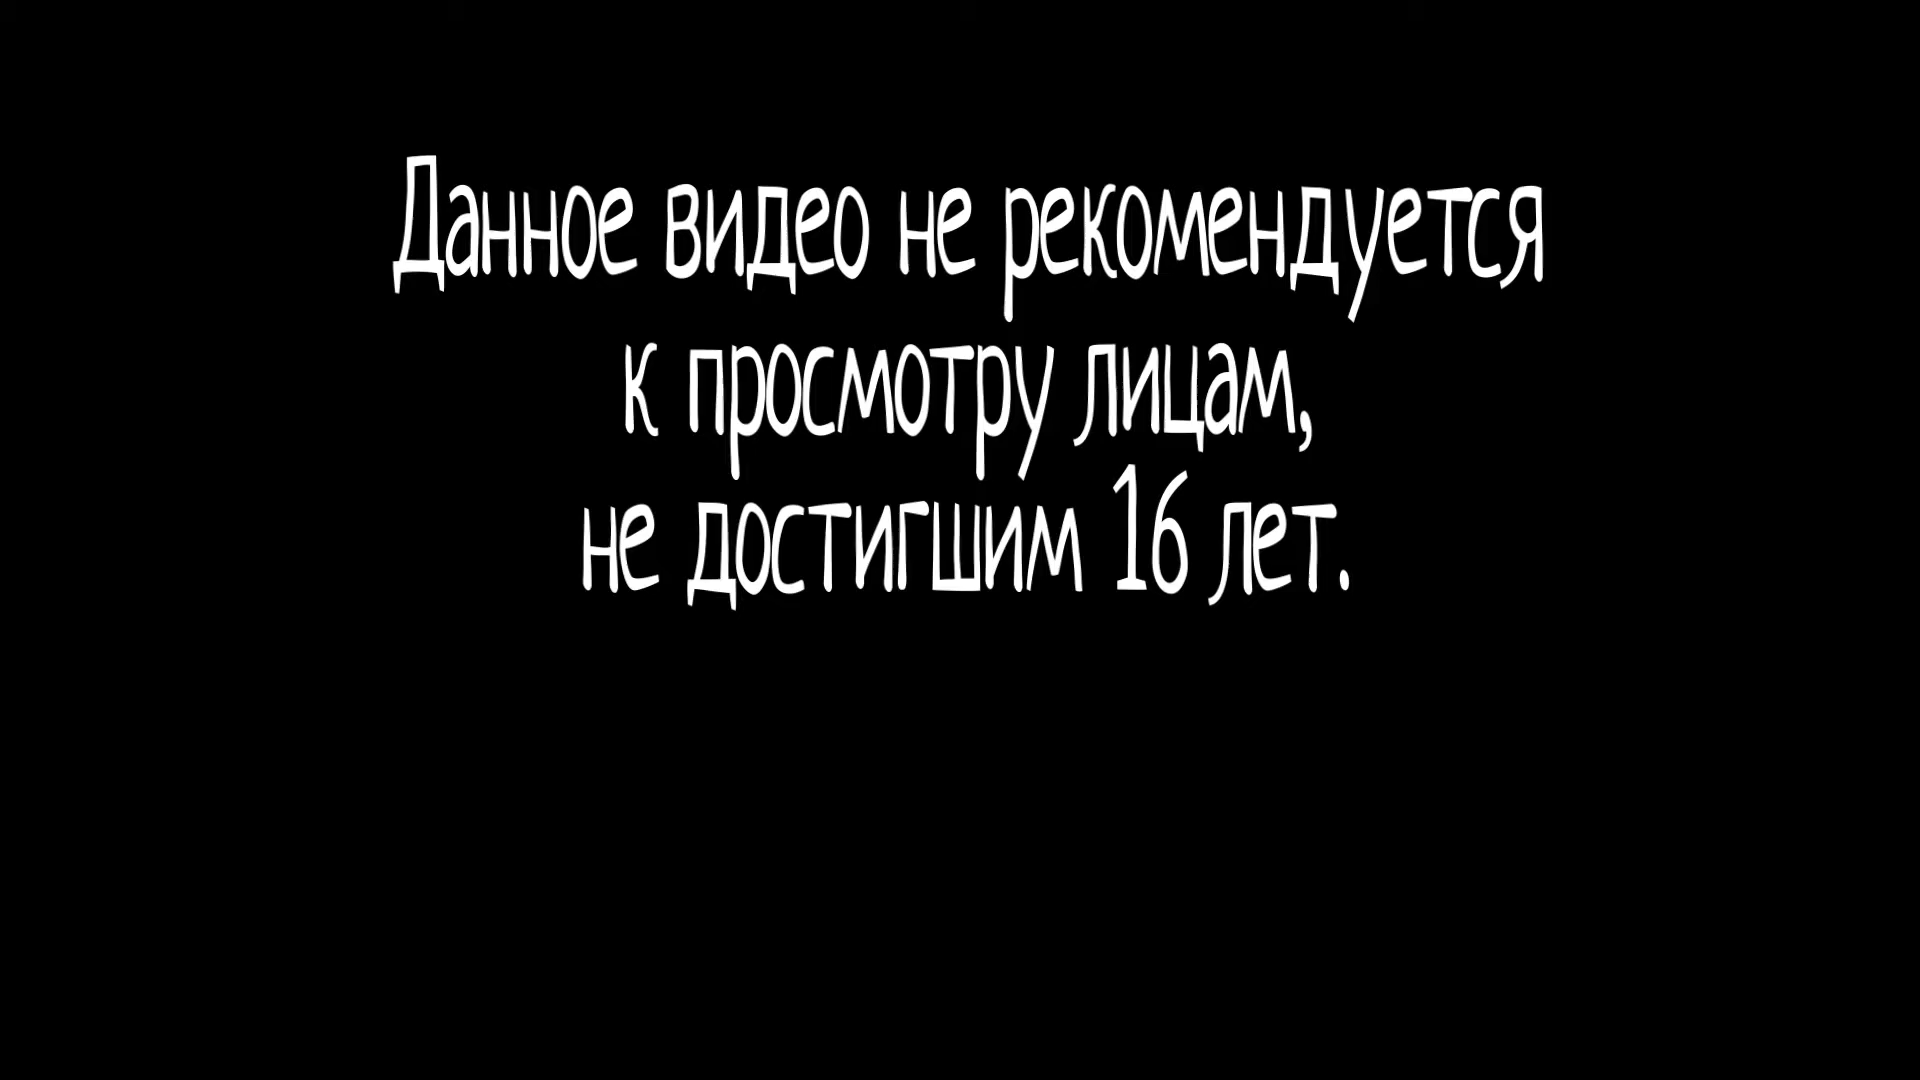 Данное видео не рекомендуется
к просмотру лицам,
не достигшим 16 лет.